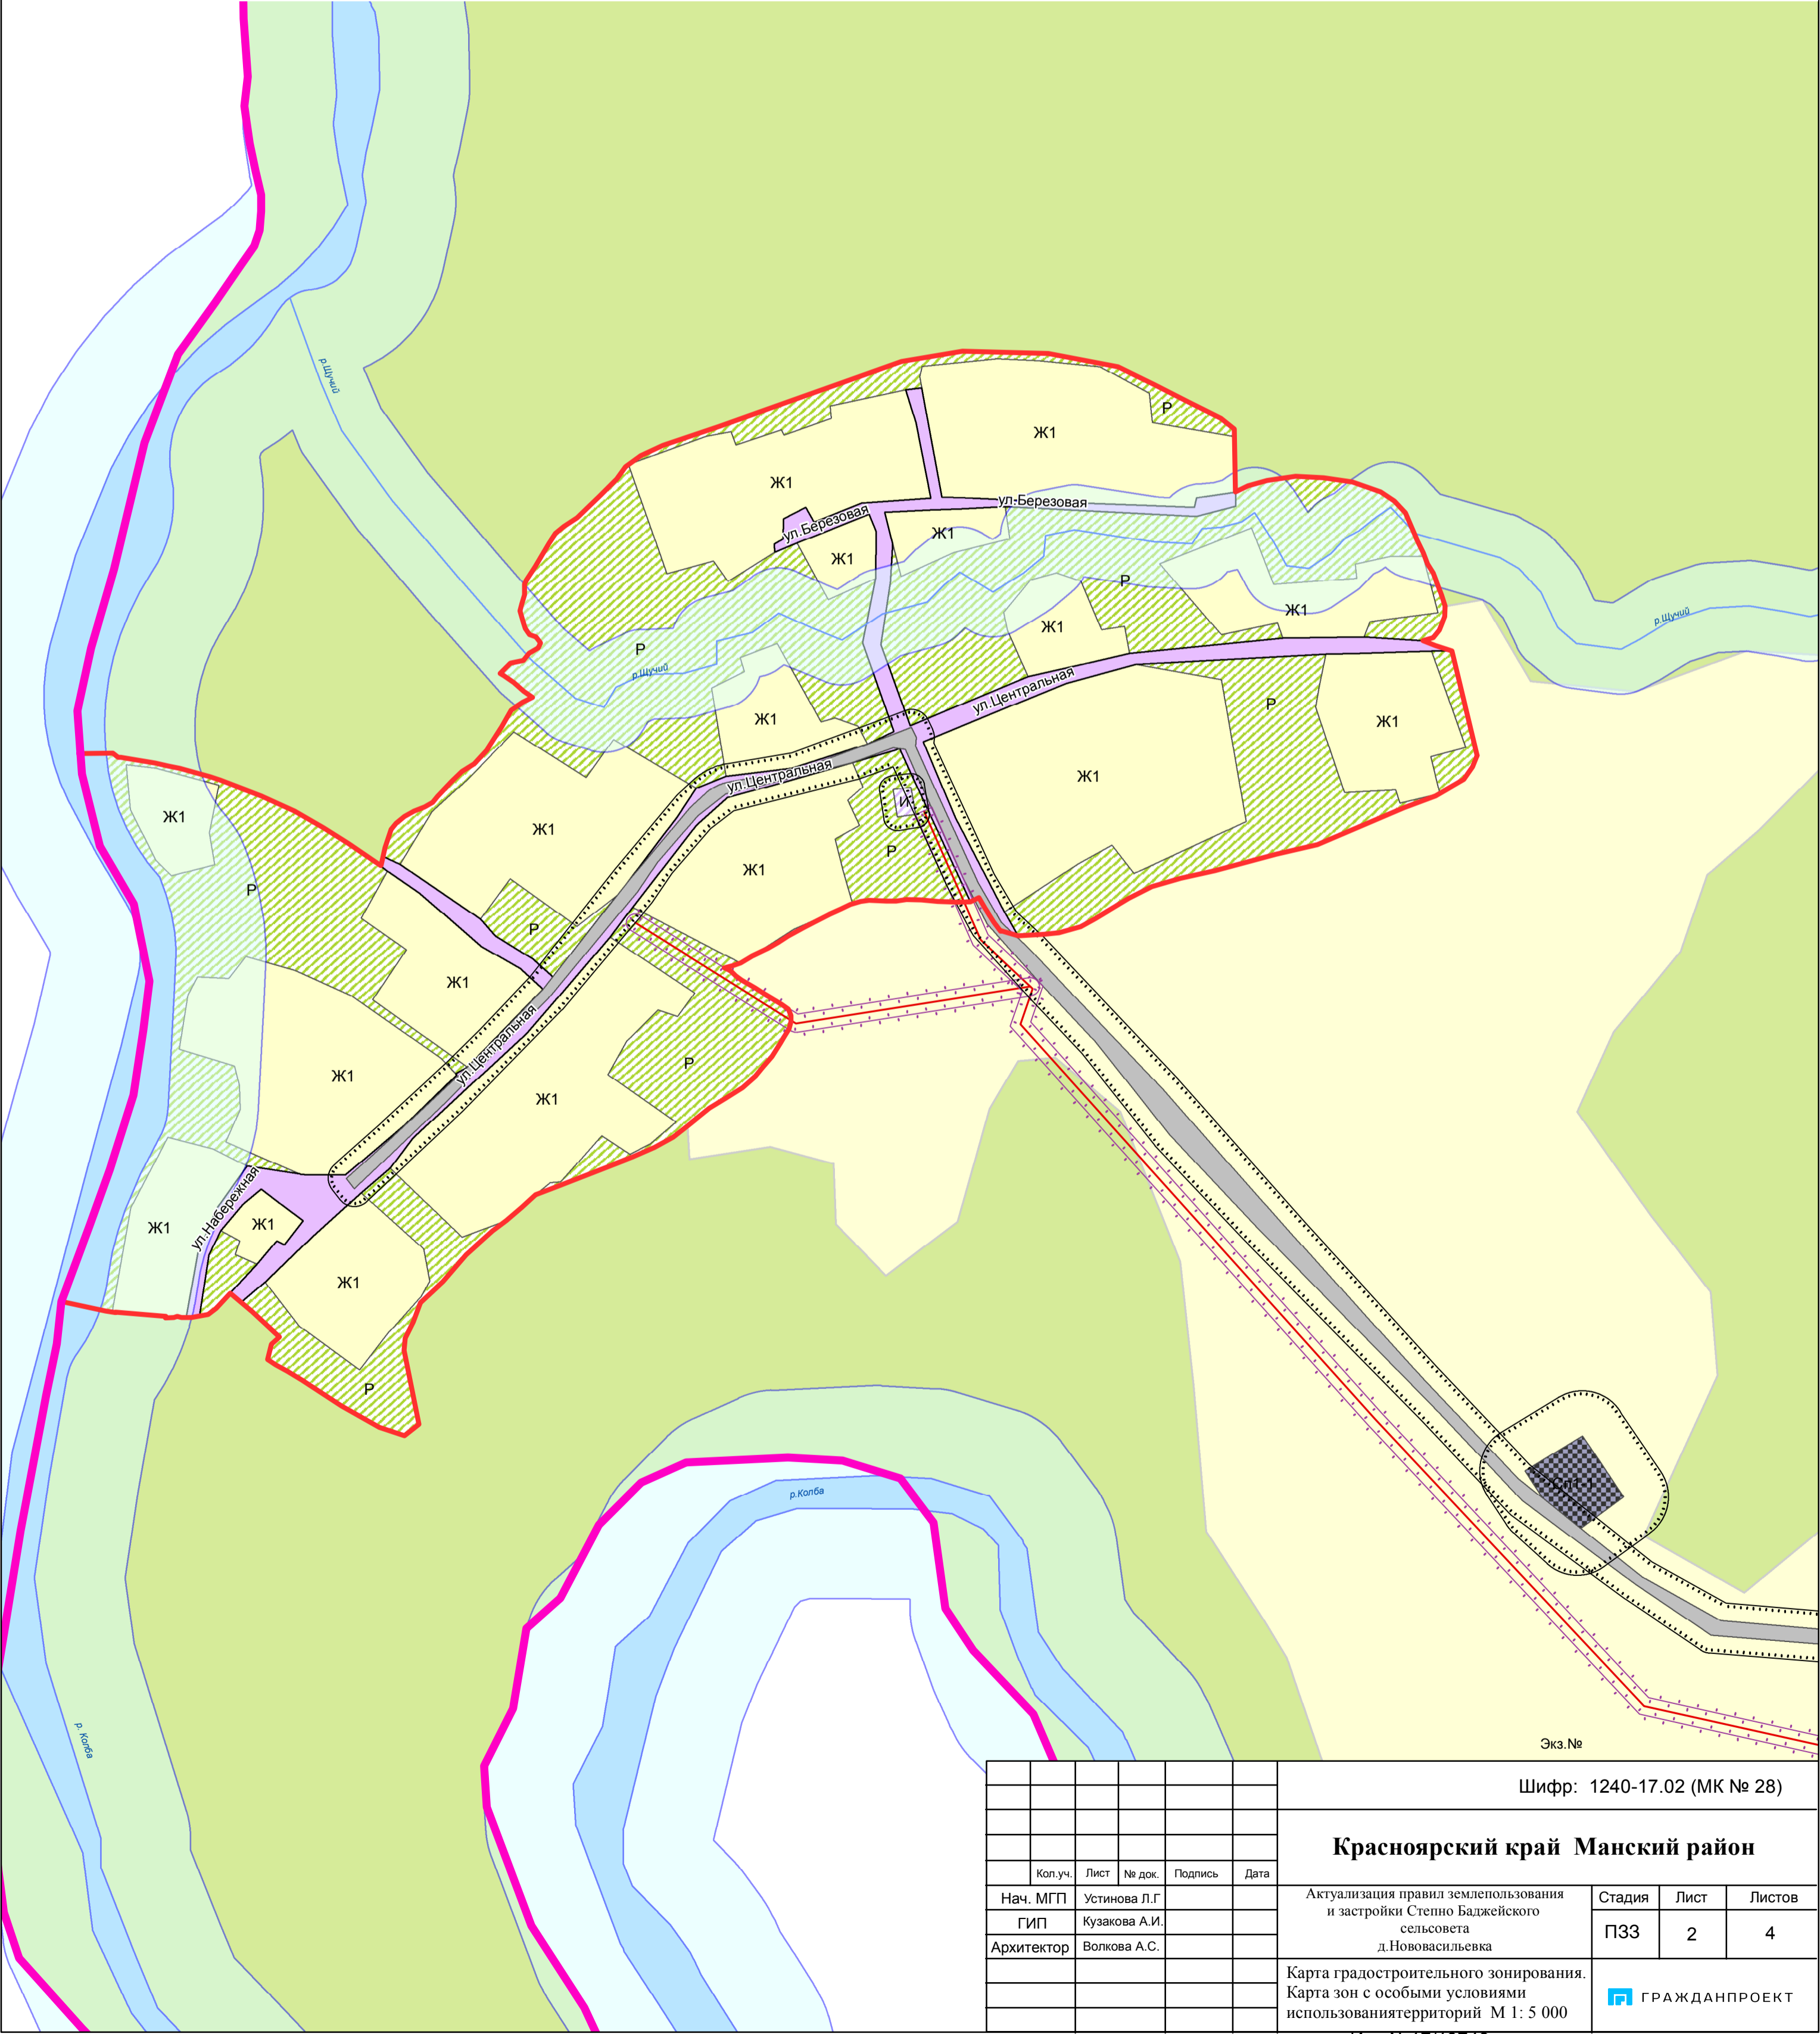 р.Щучий
Р
Ж1
Ж1
ул.Березовая
ул.Березовая
Ж1
Ж1
Р
Ж1
Ж1
р.Щучий
Р
р.Щучий
ул.Центральная
Р
Ж1
Ж1
Ж1
ул.Центральная
И
Ж1
Ж1
Р
Ж1
Р
Р
Ж1
ул.Центральная
Р
Ж1
Ж1
ул.Набережная
Ж1
Ж1
Ж1
Р
р.Колба
р. Колба
Экз.№
Шифр: 1240-17.02 (МК № 28)
Красноярский край Манский район
Кол.уч. Лист № док. Подпись Дата
Нач. МГП Устинова Л.Г
ГИП Кузакова А.И.
Архитектор Волкова А.С.
Актуализация правил землепользования
и застройки Степно Баджейского
сельсовета
д.Нововасильевка
Стадия Лист Листов
ПЗЗ 2 4
Карта градостроительного зонирования.
Карта зон с особыми условиями
использованиятерриторий М 1: 5 000
ГРАЖДАНПРОЕКТ